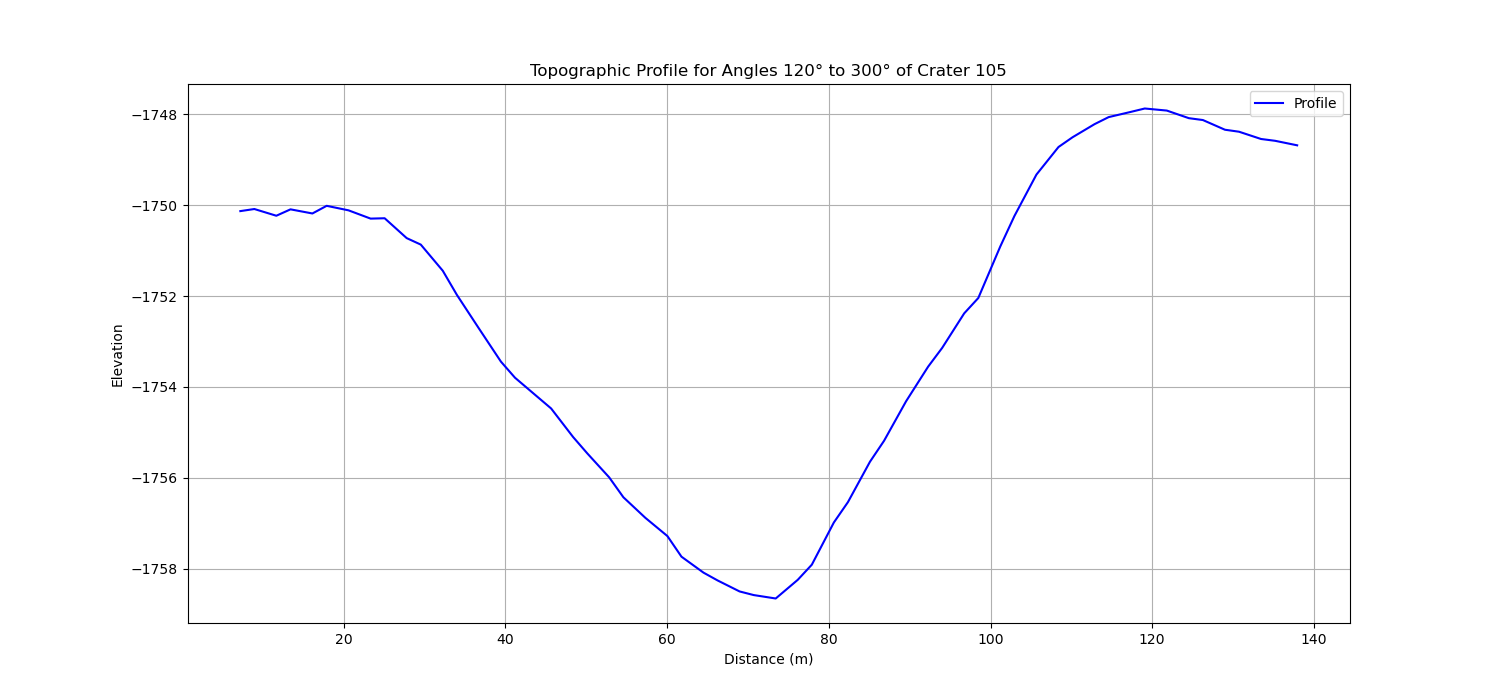 Topographic Profile for Angles 120° to 300° of Crater 105
Profile
−1748
−1750
−1752
−1754
−1756
−1758
Elevation
20 40 60 80 100 120 140
Distance (m)